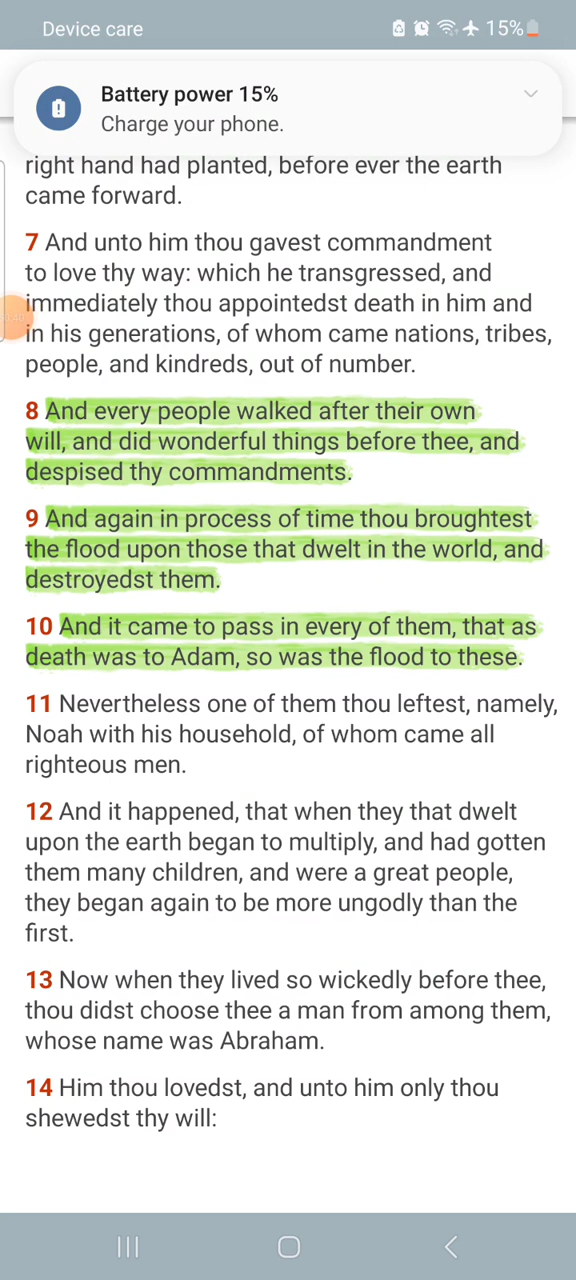 Device care
15%
Battery power 15%
Charge your phone.
right hand had planted, before ever the earth
came forward.
7 And unto him thou gavest commandment
to love thy way: which he transgressed, and
immediately thou appointedst death in him and
in his generations, of whom came nations, tribes,
people, and kindreds, out of number.
8 And every people walked after their own
will, and did wonderful things before thee, and
despised thy commandments.
9 And again in process of time thou broughtest
the flood upon those that dwelt in the world, and
destroyedst them.
10 And it came to pass in every of them, that as
death was to Adam, so was the flood to these.
11 Nevertheless one of them thou leftest, namely,
Noah with his household, of whom came all
righteous men.
12 And it happened, that when they that dwelt
upon the earth began to multiply, and had gotten
them many children, and were a great people,
they began again to be more ungodly than the
first.
13 Now when they lived so wickedly before thee,
thou didst choose thee a man from among them,
whose name was Abraham.
14 Him thou lovedst, and unto him only thou
shewedst thy will: